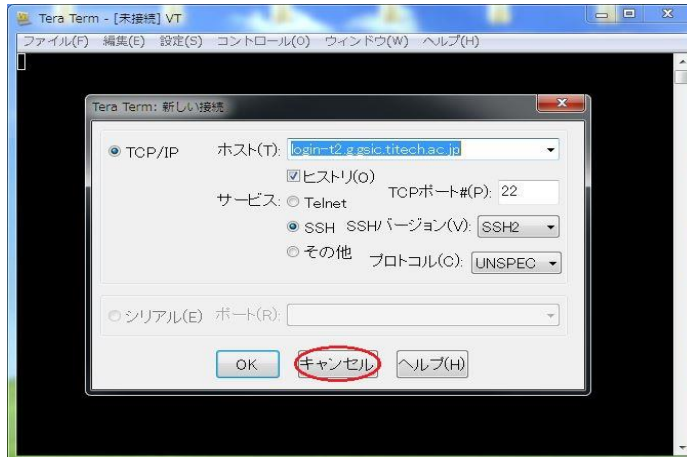 Tera Term - [未接続] VT
ファイル(F) 編集(E) 設定(S) コントロール(O) ウィンドウ(W) ヘルプ(H)
Tera Term: 新しい接続
TCP/IP ホスト(T): login-t2.g.gsic.titech.ac.jp
ヒストリ(O)
サービス: Telnet TCPポート#(P): 22
SSH SSHバージョン(V): SSH2
その他 プロトコル(C): UNSPEC
シリアル(E) ポート(R):
OK キャンセル ヘルプ(H)